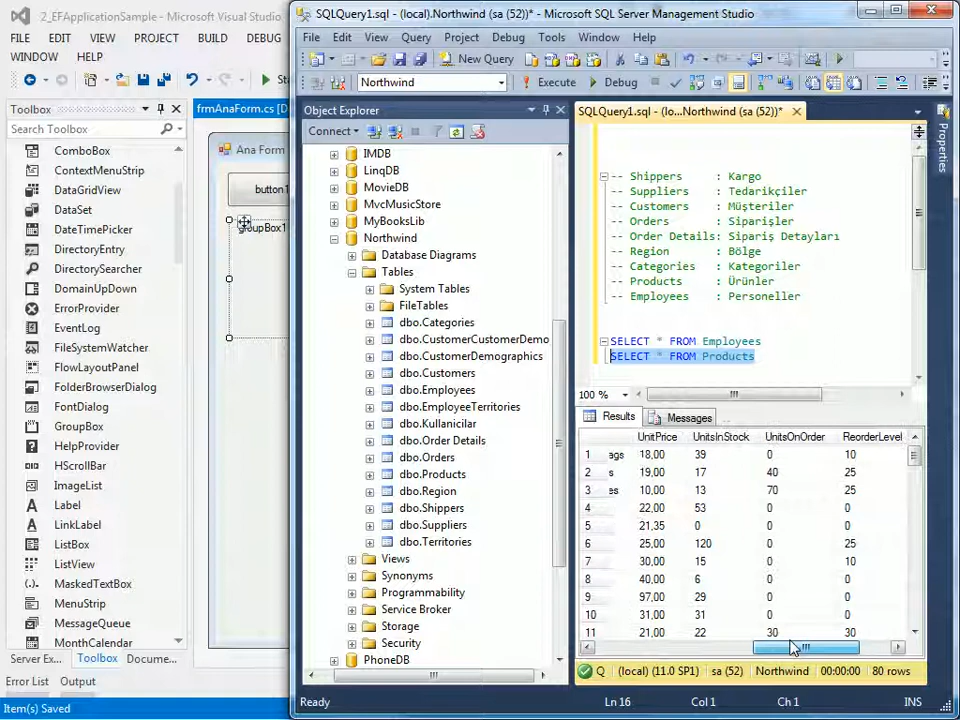 2_EFApplicationSample - Microsoft Visual Studio
FILE EDIT VIEW PROJECT BUILD DEBUG
WINDOW HELP
Toolbox
Search Toolbox
ComboBox
ContextMenuStrip
DataGridView
DataSet
DateTimePicker
DirectoryEntry
DirectorySearcher
DomainUpDown
ErrorProvider
EventLog
FileSystemWatcher
FlowLayoutPanel
FolderBrowserDialog
FontDialog
GroupBox
HelpProvider
HScrollBar
ImageList
Label
LinkLabel
ListBox
ListView
MaskedTextBox
MenuStrip
MessageQueue
MonthCalendar
Server Ex... Toolbox Docume...
Error List Output
Item(s) Saved
frmAnaForm.cs [D
Ana Form
button1
groupBox1
SQLQuery1.sql - (local).Northwind (sa (52))* - Microsoft SQL Server Management Studio
File Edit View Query Project Debug Tools Window Help
New Query
Northwind Execute Debug
Object Explorer
Connect
IMDB
LinqDB
MovieDB
MvcMusicStore
MyBooksLib
Northwind
Database Diagrams
Tables
System Tables
FileTables
dbo.Categories
dbo.CustomerCustomerDemo
dbo.CustomerDemographics
dbo.Customers
dbo.Employees
dbo.EmployeeTerritories
dbo.Kullanicilar
dbo.Order Details
dbo.Orders
dbo.Products
dbo.Region
dbo.Shippers
dbo.Suppliers
dbo.Territories
Views
Synonyms
Programmability
Service Broker
Storage
Security
PhoneDB
SQLQuery1.sql - (lo...Northwind (sa (52))*
Properties
-- Shippers : Kargo
-- Suppliers : Tedarikçiler
-- Customers : Müşteriler
-- Orders : Siparişler
-- Order Details: Sipariş Detayları
-- Region : Bölge
-- Categories : Kategoriler
-- Products : Ürünler
-- Employees : Personeller
SELECT * FROM Employees
SELECT * FROM Products
100 %
Results Messages
UnitPrice UnitsInStock UnitsOnOrder ReorderLevel
1 ags 18,00 39 0 10
2 s 19,00 17 40 25
3 es 10,00 13 70 25
4 22,00 53 0 0
5 21,35 0 0 0
6 25,00 120 0 25
7 30,00 15 0 10
8 40,00 6 0 0
9 97,00 29 0 0
10 31,00 31 0 0
11 21,00 22 30 30
Q (local) (11.0 SP1) sa (52) Northwind 00:00:00 80 rows
Ready Ln 16 Col 1 Ch 1 INS